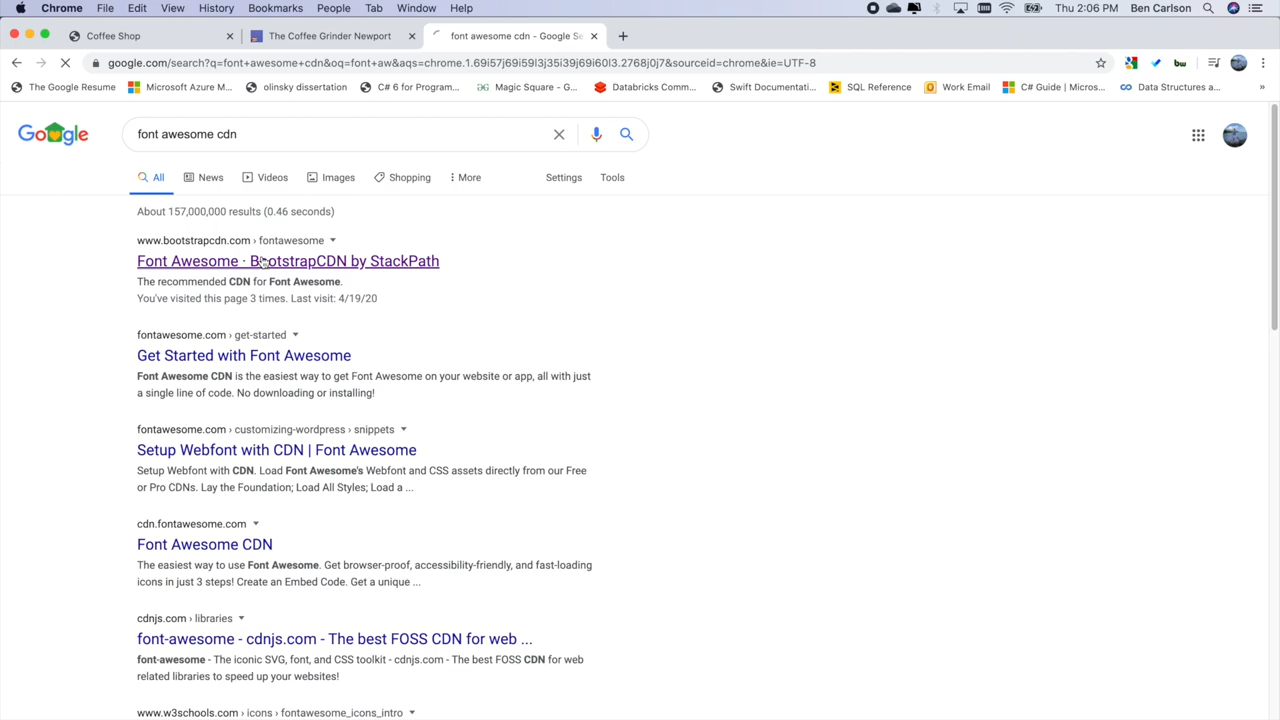 Chrome File Edit View History Bookmarks People Tab Window Help Thu 2:06 PM Ben Carlson
Coffee Shop The Coffee Grinder Newport font awesome cdn - Google Se
google.com/search?q=font+awesome+cdn&oq=font+aw&aqs=chrome.1.69i57j69i59l3j35i39j69i60l3.2768j0j7&sourceid=chrome&ie=UTF-8
The Google Resume Microsoft Azure M... olinsky dissertation C# 6 for Program... Magic Square - G... Databricks Comm... Swift Documentati... SQL Reference Work Email C# Guide | Micros... Data Structures a... »
Google font awesome cdn
All News Videos Images Shopping More Settings Tools
About 157,000,000 results (0.46 seconds)
www.bootstrapcdn.com › fontawesome
Font Awesome · BootstrapCDN by StackPath
The recommended CDN for Font Awesome.
You've visited this page 3 times. Last visit: 4/19/20
fontawesome.com › get-started
Get Started with Font Awesome
Font Awesome CDN is the easiest way to get Font Awesome on your website or app, all with just
a single line of code. No downloading or installing!
fontawesome.com › customizing-wordpress › snippets
Setup Webfont with CDN | Font Awesome
Setup Webfont with CDN. Load Font Awesome's Webfont and CSS assets directly from our Free
or Pro CDNs. Lay the Foundation; Load All Styles; Load a ...
cdn.fontawesome.com
Font Awesome CDN
The easiest way to use Font Awesome. Get browser-proof, accessibility-friendly, and fast-loading
icons in just 3 steps! Create an Embed Code. Get a unique ...
cdnjs.com › libraries
font-awesome - cdnjs.com - The best FOSS CDN for web ...
font-awesome - The iconic SVG, font, and CSS toolkit - cdnjs.com - The best FOSS CDN for web
related libraries to speed up your websites!
www.w3schools.com › icons › fontawesome_icons_intro